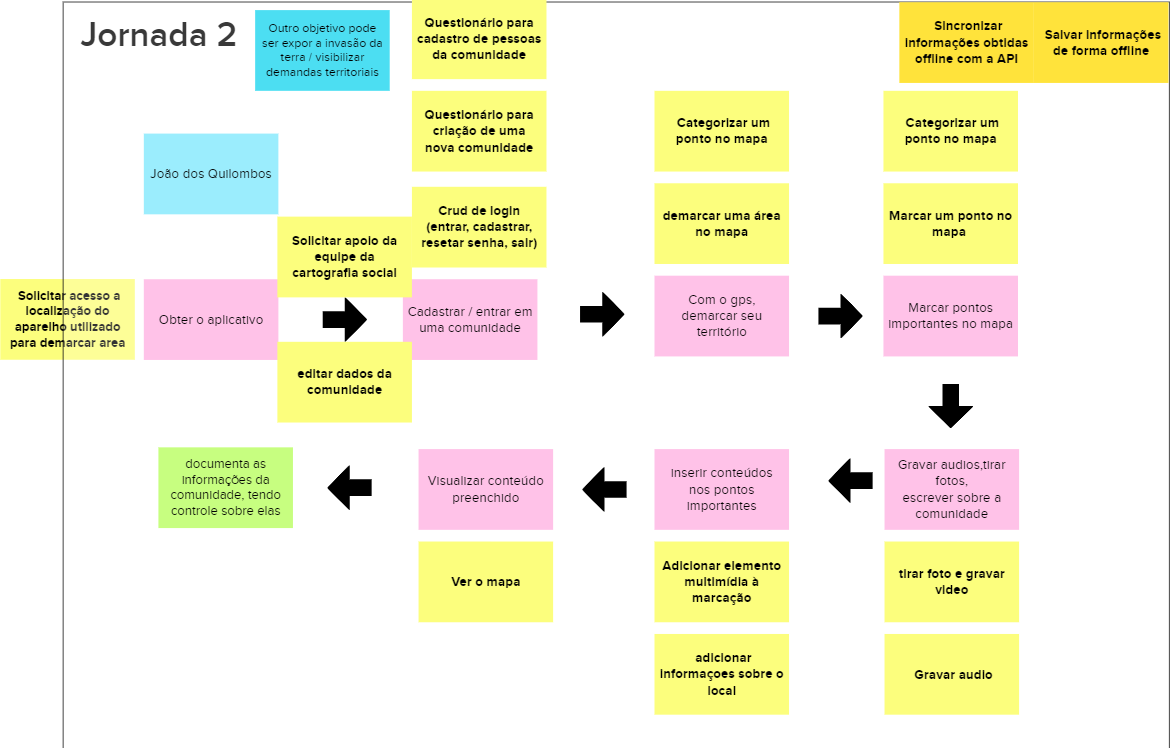 Jornada 2
Outro objetivo pode
ser expor a invasão da
terra / visibilizar
demandas territoriais
Questionário para
cadastro de pessoas
da comunidade
Sincronizar
informações obtidas
offline com a API
Salvar informações
de forma offline
Questionário para
criação de uma
nova comunidade
Categorizar um
ponto no mapa
Categorizar um
ponto no mapa
João dos Quilombos
Crud de login
(entrar, cadastrar,
resetar senha, sair)
demarcar uma área
no mapa
Marcar um ponto no
mapa
Solicitar apoio da
equipe da
cartografia social
Solicitar acesso a
localização do
aparelho utilizado
para demarcar area
Obter o aplicativo
Cadastrar / entrar em
uma comunidade
Com o gps,
demarcar seu
território
Marcar pontos
importantes no mapa
editar dados da
comunidade
documenta as
informações da
comunidade, tendo
controle sobre elas
Visualizar conteúdo
preenchido
inserir conteúdos
nos pontos
importantes
Gravar audios,tirar
fotos,
escrever sobre a
comunidade
Ver o mapa
Adicionar elemento
multimídia à
marcação
tirar foto e gravar
video
adicionar
informaçoes sobre o
local
Gravar audio